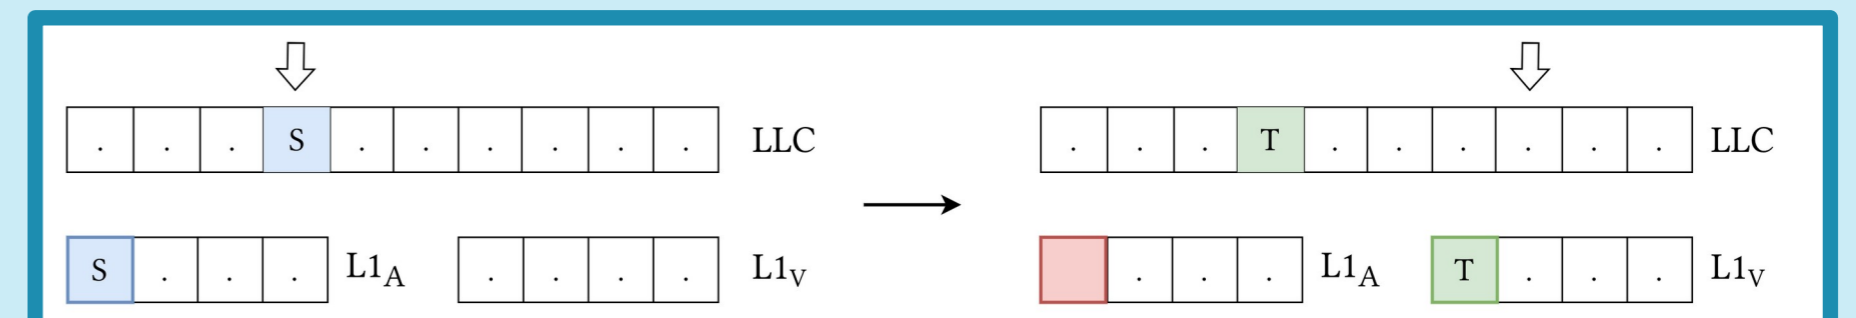 . . . S . . . . . . LLC
. . . T . . . . . . LLC
S . . . L1A . . . . L1V
. . . L1A T . . . L1V